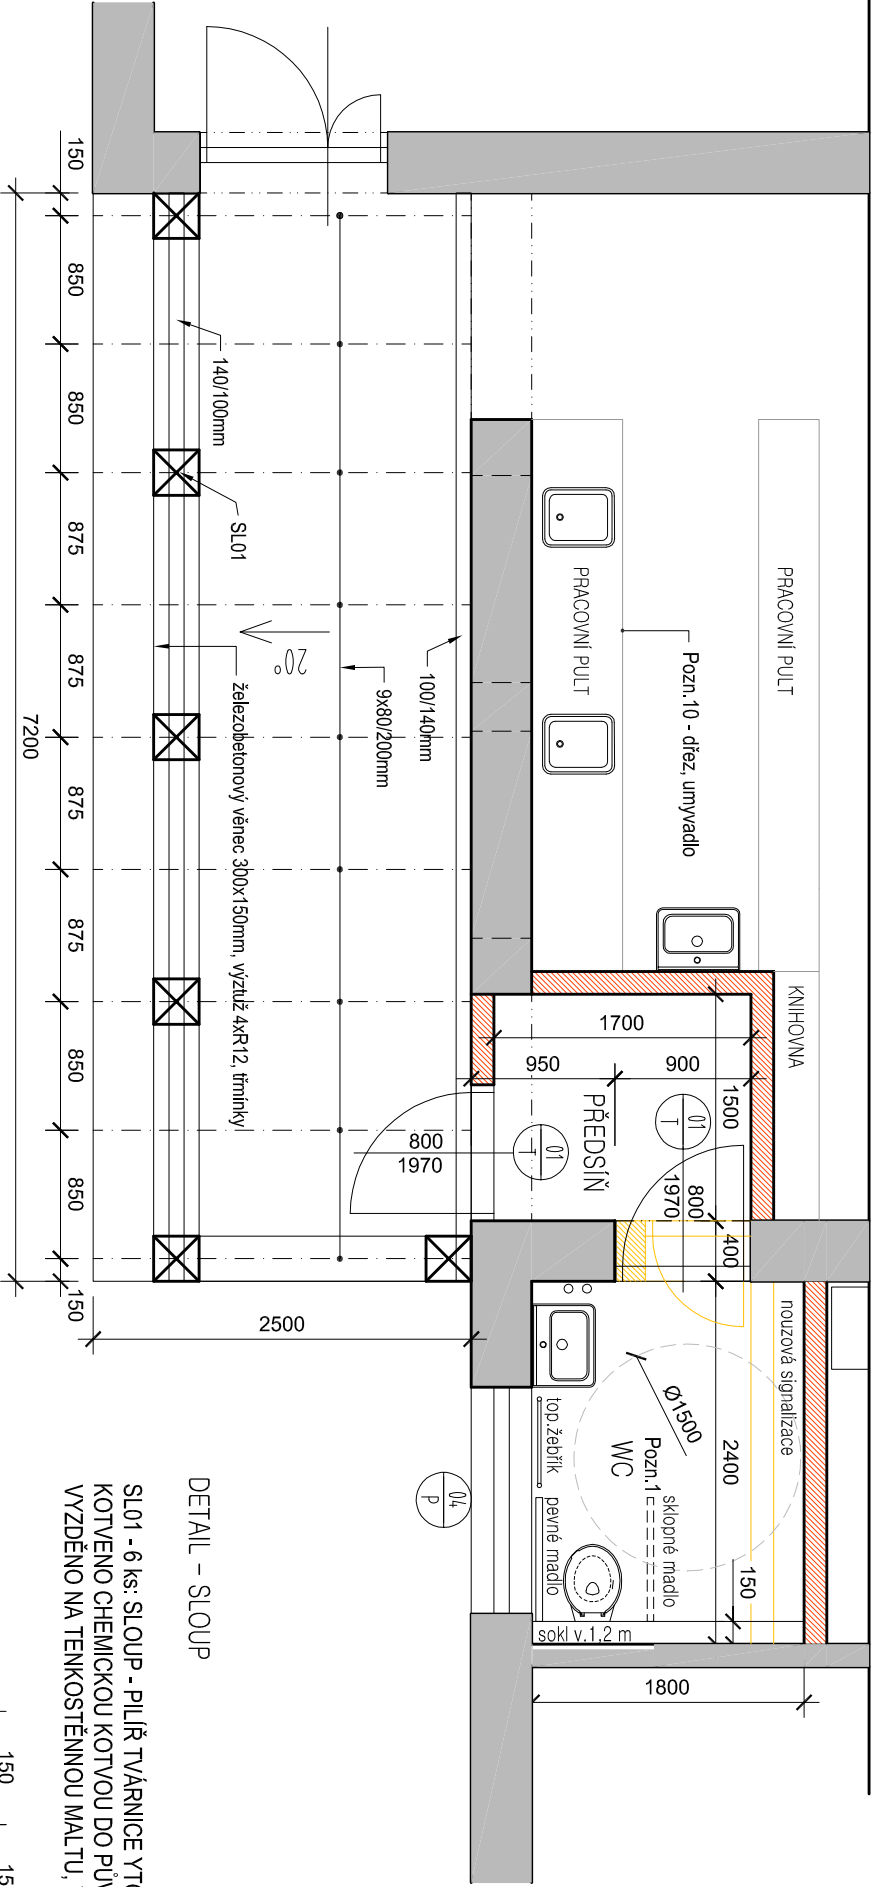 PRACOVNÍ PULT
PRACOVNÍ PULT
Pozn.10 - dřez, umyvadlo
KNIHOVNA
1700
950
900
1500
PŘEDSÍŇ
01
T
01
T
800
1970
800
1970
400
nouzová signalizace
Ø1500
2400
WC
Pozn.1
sklopné madlo
top.žebřík
pevné madlo
150
sokl v.1,2 m
1800
04
P
140/100mm
SL01
20°
100/140mm
9x80/200mm
železobetonový věnec 300x150mm, výztuž 4xR12, třmínky
150
850
850
875
875
875
875
850
850
150
7200
2500
DETAIL - SLOUP
SL01 - 6 ks: SLOUP - PILÍŘ TVÁRNICE
KOTVENO CHEMICKOU KOTVOU DO
VYZDĚNO NA TENKOSTĚNNOU MALTU,
150